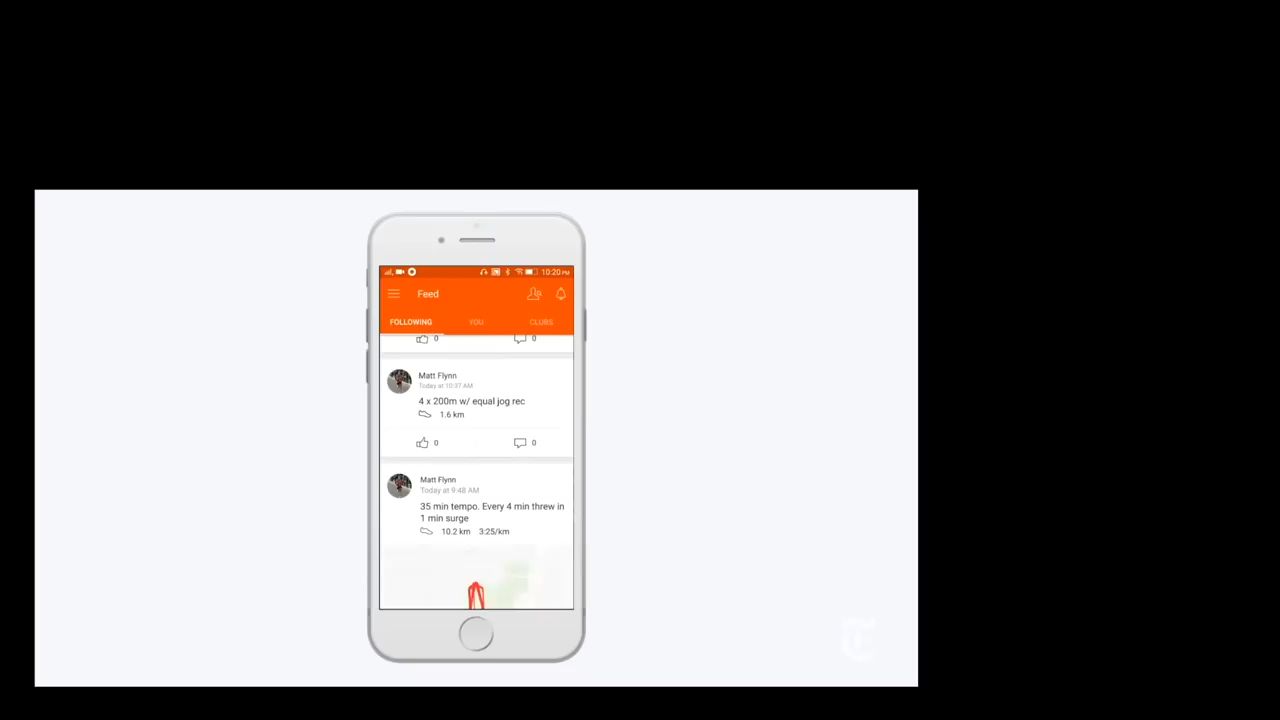 10:20 PM
Feed
FOLLOWING YOU CLUBS
0 0
Matt Flynn
Today at 10:37 AM
4 x 200m w/ equal jog rec
1.6 km
0 0
Matt Flynn
Today at 9:48 AM
35 min tempo. Every 4 min threw in
1 min surge
10.2 km 3:25/km
T